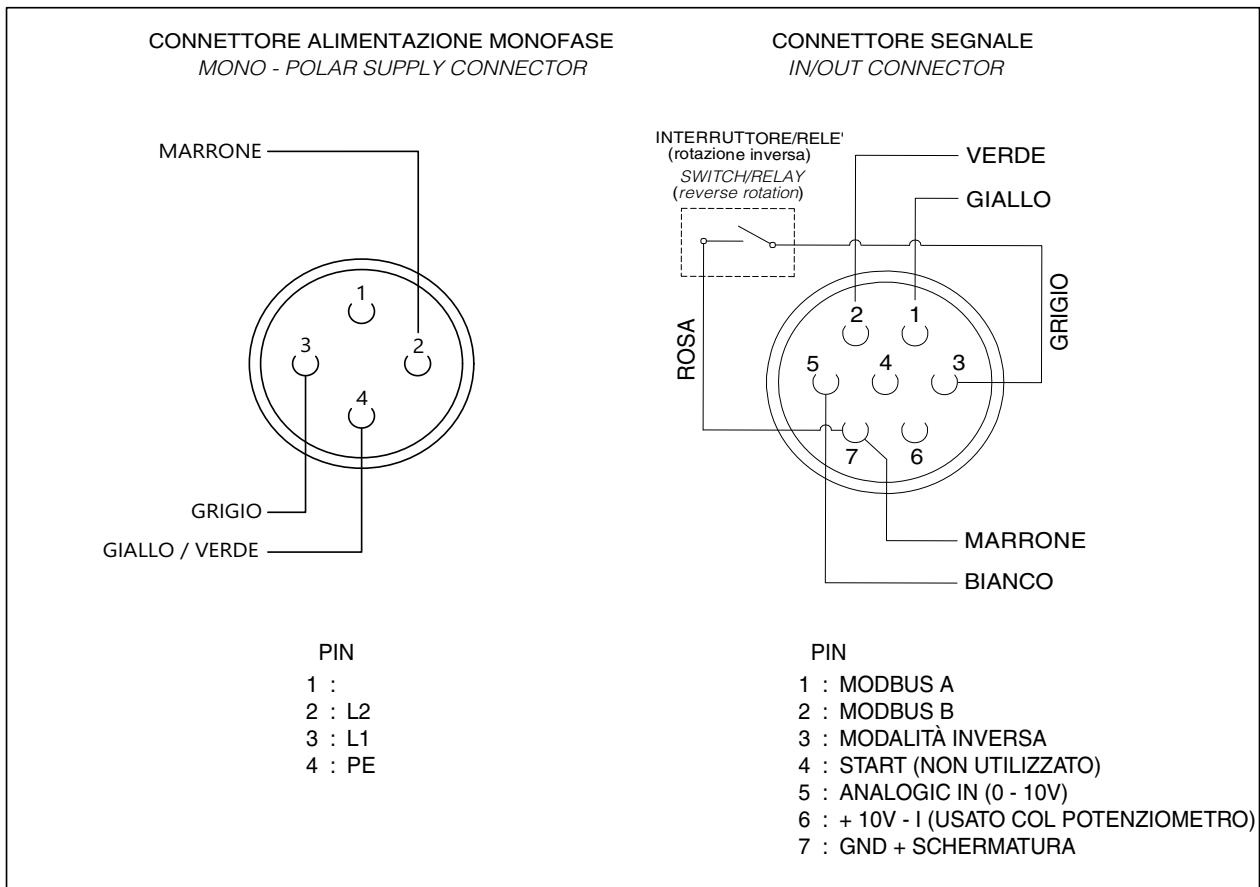 CONNETTORE ALIMENTAZIONE MONOFASE
MONO - POLAR SUPPLY CONNECTOR
MARRONE
1
3
2
4
GRIGIO
GIALLO / VERDE
PIN
1 :
2 : L2
3 : L1
4 : PE
CONNETTORE SEGNALE
IN/OUT CONNECTOR
INTERRUTTORE/RELE'
(rotazione inversa)
SWITCH/RELAY
(reverse rotation)
VERDE
GIALLO
ROSA
GRIGIO
2
1
5
4
3
7
6
MARRONE
BIANCO
PIN
1 : MODBUS A
2 : MODBUS B
3 : MODALITÀ INVERSA
4 : START (NON UTILIZZATO)
5 : ANALOGIC IN (0 - 10V)
6 : + 10V - I (USATO COL POTENZIOMETRO)
7 : GND + SCHERMATURA